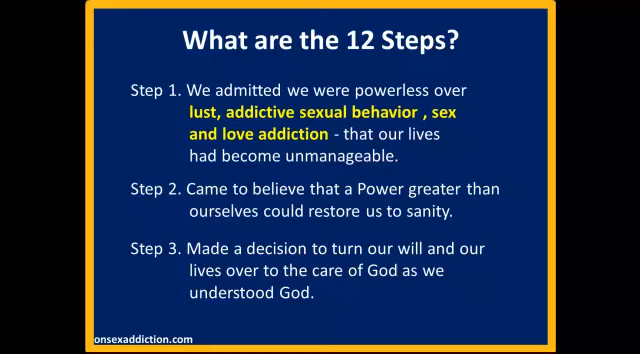 What are the 12 Steps?
Step 1. We admitted we were powerless over
lust, addictive sexual behavior , sex
and love addiction - that our lives
had become unmanageable.
Step 2. Came to believe that a Power greater than
ourselves could restore us to sanity.
Step 3. Made a decision to turn our will and our
lives over to the care of God as we
understood God.
onsexaddiction.com